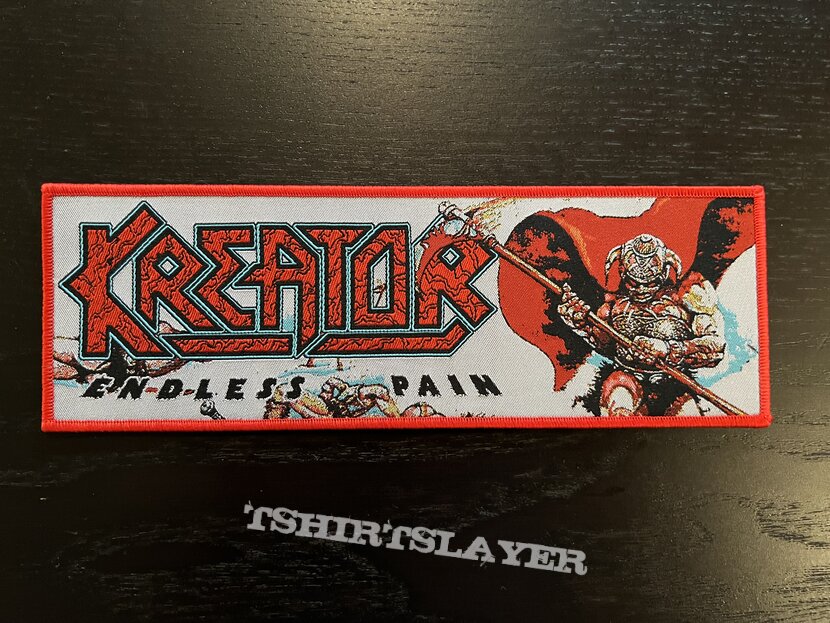 KREATOR
ENDLESS PAIN
TSHIRTSLAYER